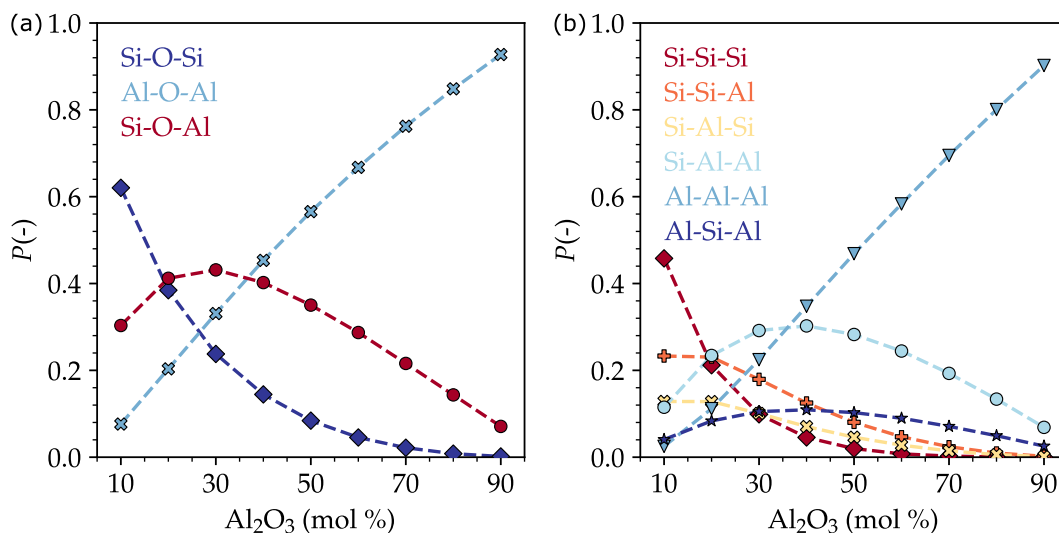 (a)
1.0
0.8
0.6
0.4
0.2
0.0
P(-)
Si-O-Si
Al-O-Al
Si-O-Al
10 30 50 70 90
Al₂O₃ (mol %)
(b)
1.0
0.8
0.6
0.4
0.2
0.0
P(-)
Si-Si-Si
Si-Si-Al
Si-Al-Si
Si-Al-Al
Al-Al-Al
Al-Si-Al
10 30 50 70 90
Al₂O₃ (mol %)